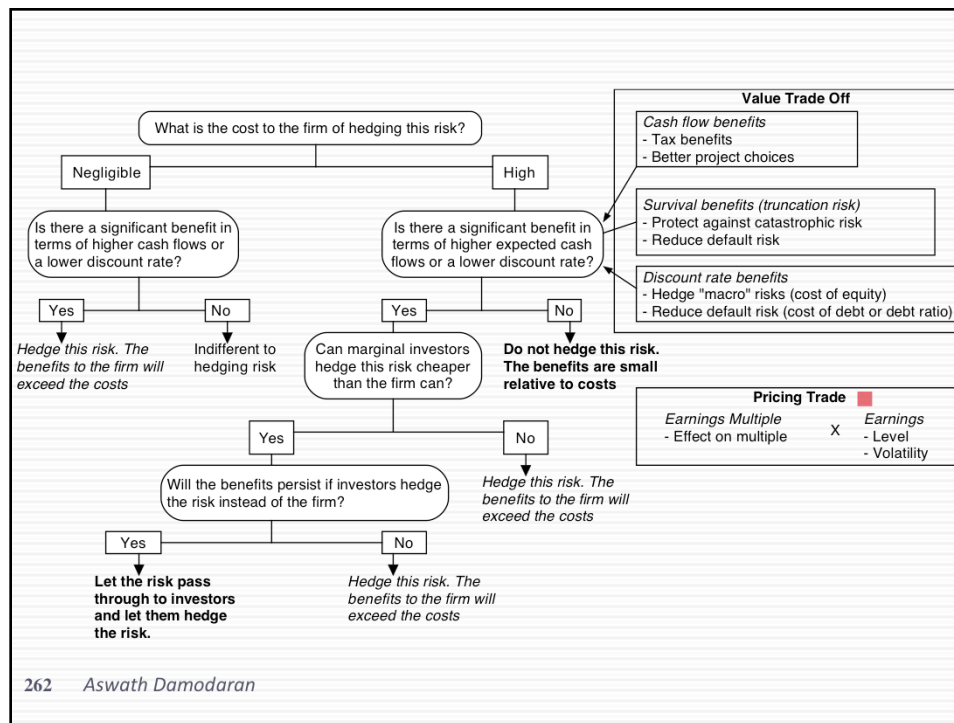 What is the cost to the firm of hedging this risk?
Negligible
High
Is there a significant benefit in
terms of higher cash flows or
a lower discount rate?
Is there a significant benefit in
terms of higher expected cash
flows or a lower discount rate?
Yes
No
Yes
No
Hedge this risk. The
benefits to the firm will
exceed the costs
Indifferent to
hedging risk
Can marginal investors
hedge this risk cheaper
than the firm can?
Do not hedge this risk.
The benefits are small
relative to costs
Yes
No
Will the benefits persist if investors hedge
the risk instead of the firm?
Hedge this risk. The
benefits to the firm will
exceed the costs
Yes
No
Let the risk pass
through to investors
and let them hedge
the risk.
Hedge this risk. The
benefits to the firm will
exceed the costs
Value Trade Off
Cash flow benefits
- Tax benefits
- Better project choices
Survival benefits (truncation risk)
- Protect against catastrophic risk
- Reduce default risk
Discount rate benefits
- Hedge "macro" risks (cost of equity)
- Reduce default risk (cost of debt or debt ratio)
Pricing Trade
Earnings Multiple
- Effect on multiple
X
Earnings
- Level
- Volatility
262 Aswath Damodaran